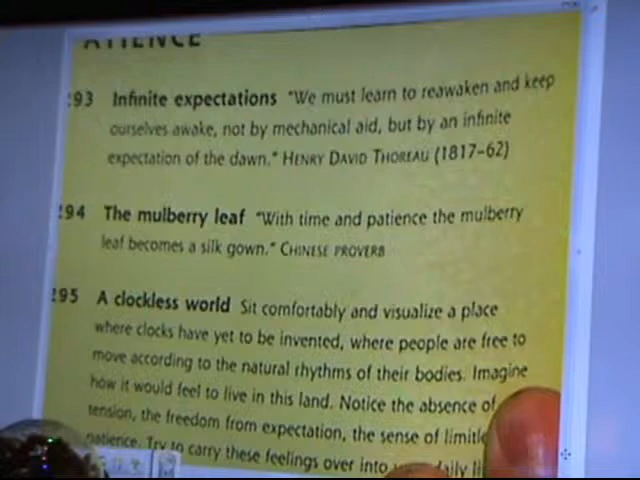 ATIENCE
293 Infinite expectations "We must learn to reawaken and keep
ourselves awake, not by mechanical aid, but by an infinite
expectation of the dawn." HENRY DAVID THOREAU (1817–62)
294 The mulberry leaf "With time and patience the mulberry
leaf becomes a silk gown." CHINESE PROVERB
295 A clockless world Sit comfortably and visualize a place
where clocks have yet to be invented, where people are free to
move according to the natural rhythms of their bodies. Imagine
how it would feel to live in this land. Notice the absence of
tension, the freedom from expectation, the sense of
patience. Try to carry these feelings over into